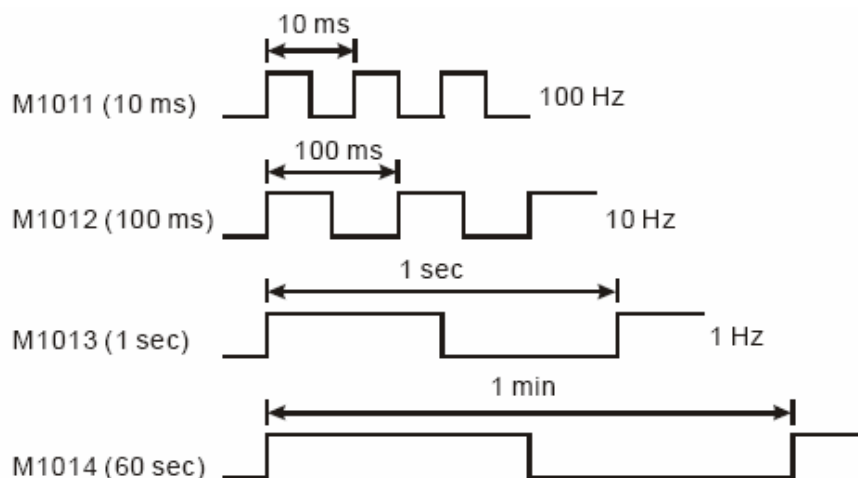 10 ms
M1011 (10 ms)
100 Hz
100 ms
M1012 (100 ms)
10 Hz
1 sec
M1013 (1 sec)
1 Hz
1 min
M1014 (60 sec)